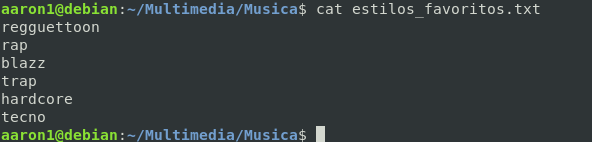 aaron1@debian:~/Multimedia/Musica$ cat estilos_favoritos.txt
regguettoon
rap
blazz
trap
hardcore
tecno
aaron1@debian:~/Multimedia/Musica$